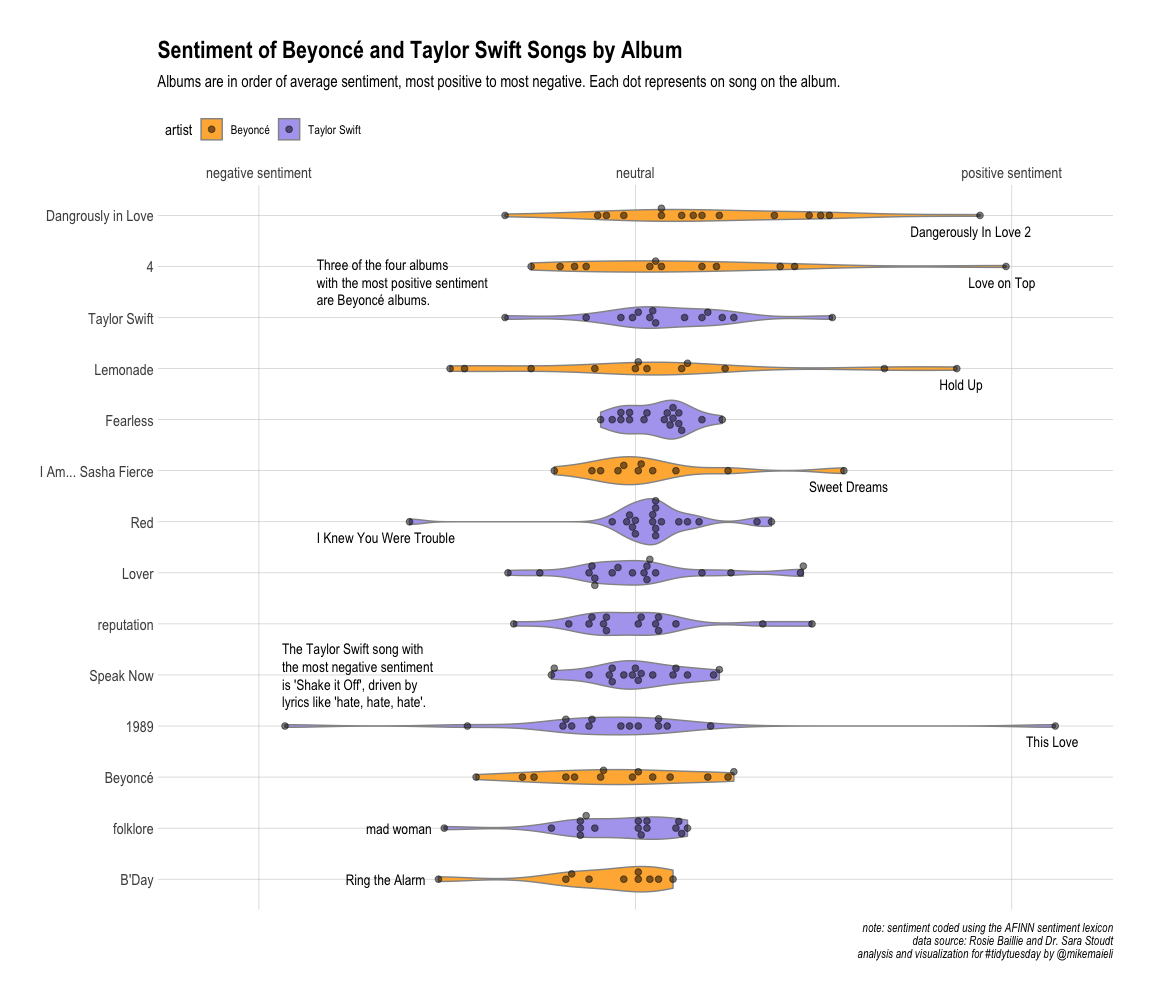 Sentiment of Beyoncé and Taylor Swift Songs by Album
Albums are in order of average sentiment, most positive to most negative. Each dot represents on song on the album.
artist Beyoncé Taylor Swift
negative sentiment neutral positive sentiment
Dangrously in Love
Dangerously In Love 2
4
Three of the four albums
with the most positive sentiment
are Beyoncé albums.
Love on Top
Taylor Swift
Lemonade
Hold Up
Fearless
I Am... Sasha Fierce
Sweet Dreams
Red
I Knew You Were Trouble
Lover
reputation
The Taylor Swift song with
the most negative sentiment
is 'Shake it Off', driven by
lyrics like 'hate, hate, hate'.
Speak Now
1989
This Love
Beyoncé
folklore
mad woman
B'Day
Ring the Alarm
note: sentiment coded using the AFINN sentiment lexicon
data source: Rosie Baillie and Dr. Sara Stoudt
analysis and visualization for #tidytuesday by @mikemaieli